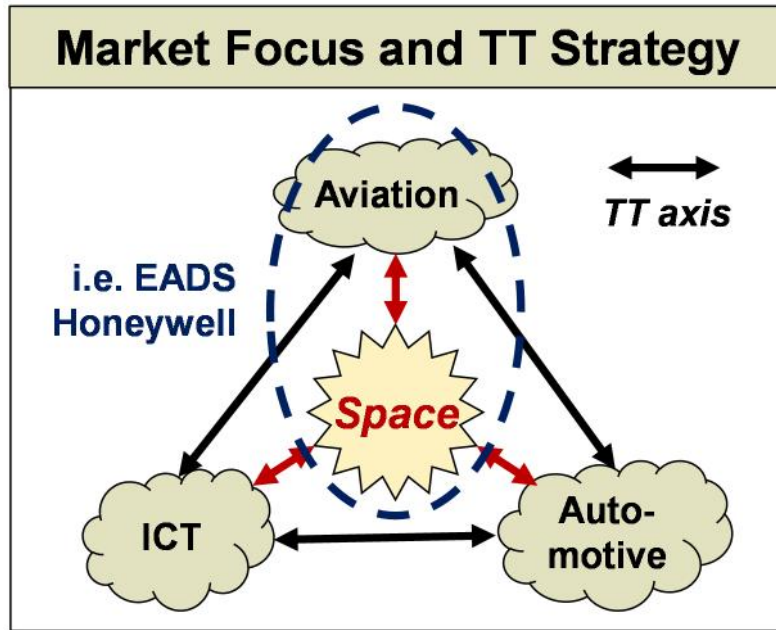 Market Focus and TT Strategy
Aviation
TT axis
i.e. EADS
Honeywell
Space
ICT
Auto-
motive